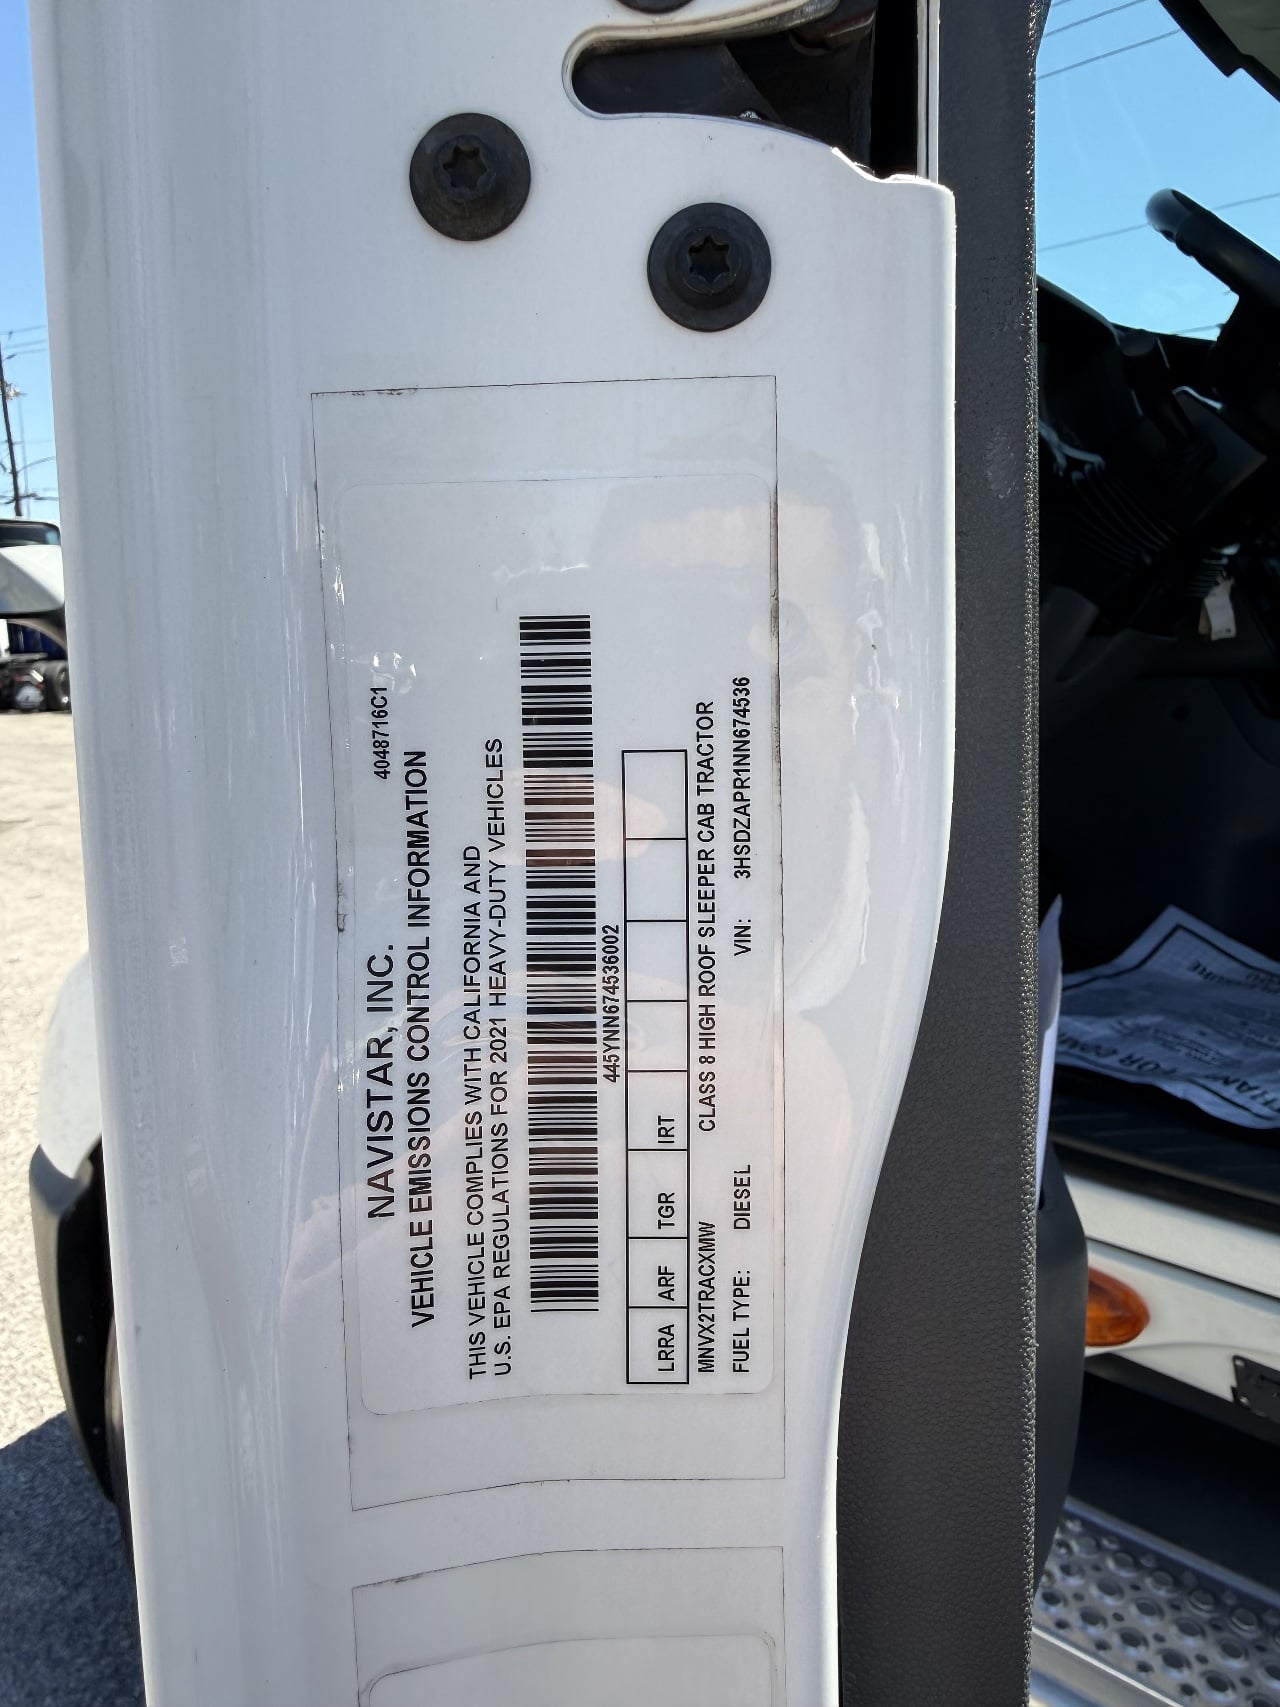 4048716C1
NAVISTAR, INC.
VEHICLE EMISSIONS CONTROL INFORMATION
THIS VEHICLE COMPLIES WITH CALIFORNIA AND
U.S. EPA REGULATIONS FOR 2021 HEAVY-DUTY VEHICLES
445YNN674536002
LRRA ARF TGR IRT
MNVX2TRACXMW CLASS 8 HIGH ROOF SLEEPER CAB TRACTOR
FUEL TYPE: DIESEL VIN: 3HSDZAPR1NN674536